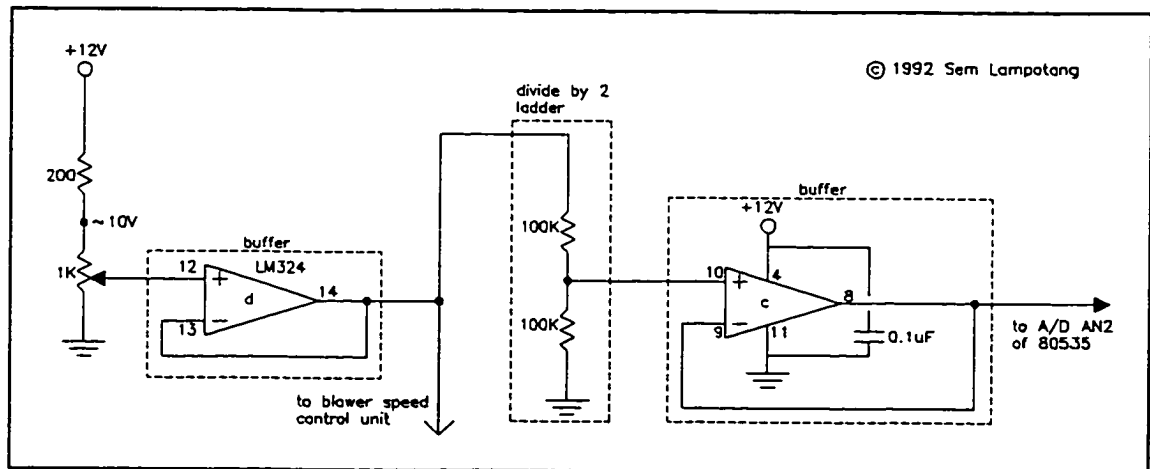 +12V
© 1992 Sem Lampotang
divide by 2
ladder
200
~ 10V
buffer
LM324
1K
12
+
d
14
13
−
to blower speed
control unit
100K
100K
buffer
+12V
10
4
+
c
8
9
−
11
0.1uF
to A/D AN2
of 80535